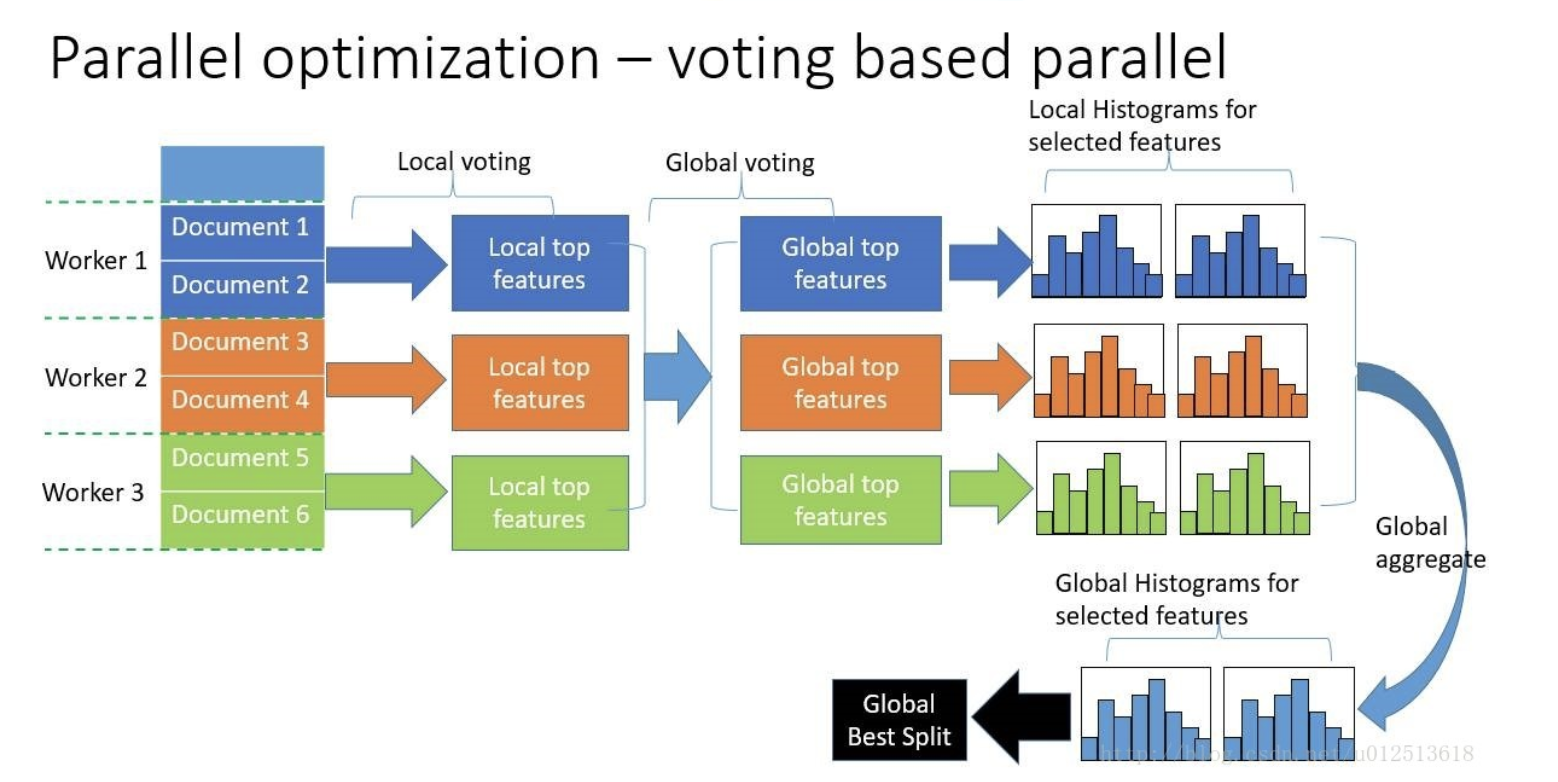 Parallel optimization – voting based parallel
Local Histograms for
selected features
Local voting
Global voting
Worker 1
Document 1
Document 2
Local top
features
Global top
features
Worker 2
Document 3
Document 4
Local top
features
Global top
features
Worker 3
Document 5
Document 6
Local top
features
Global top
features
Global
aggregate
Global Histograms for
selected features
Global
Best Split
http://blog.csdn.net/u012513618